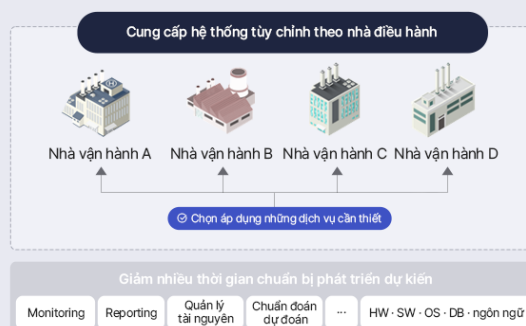 Cung cấp hệ thống tùy chỉnh theo nhà điều hành
Nhà vận hành A
Nhà vận hành B
Nhà vận hành C
Nhà vận hành D
Chọn áp dụng những dịch vụ cần thiết
Giảm nhiều thời gian chuẩn bị phát triển dự kiến
Monitoring
Reporting
Quản lý
tài nguyên
Chuẩn đoán
dự đoán
...
HW · SW · OS · DB · ngôn ngữ